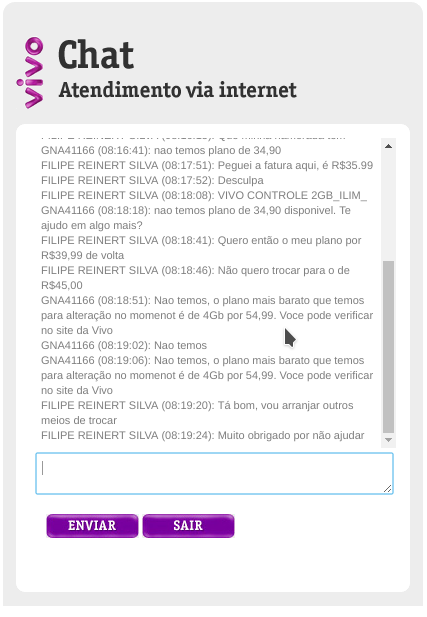 vivo
Chat
Atendimento via internet
GNA41166 (08:16:41): nao temos plano de 34,90
FILIPE REINERT SILVA (08:17:51): Peguei a fatura aqui, é R$35.99
FILIPE REINERT SILVA (08:17:52): Desculpa
FILIPE REINERT SILVA (08:18:08): VIVO CONTROLE 2GB_ILIM_
GNA41166 (08:18:18): nao temos plano de 34,90 disponivel. Te
ajudo em algo mais?
FILIPE REINERT SILVA (08:18:41): Quero então o meu plano por
R$39,99 de volta
FILIPE REINERT SILVA (08:18:46): Não quero trocar para o de
R$45,00
GNA41166 (08:18:51): Nao temos, o plano mais barato que temos
para alteração no momenot é de 4Gb por 54,99. Voce pode verificar
no site da Vivo
GNA41166 (08:19:02): Nao temos
GNA41166 (08:19:06): Nao temos, o plano mais barato que temos
para alteração no momenot é de 4Gb por 54,99. Voce pode verificar
no site da Vivo
FILIPE REINERT SILVA (08:19:20): Tá bom, vou arranjar outros
meios de trocar
FILIPE REINERT SILVA (08:19:24): Muito obrigado por não ajudar
ENVIAR SAIR